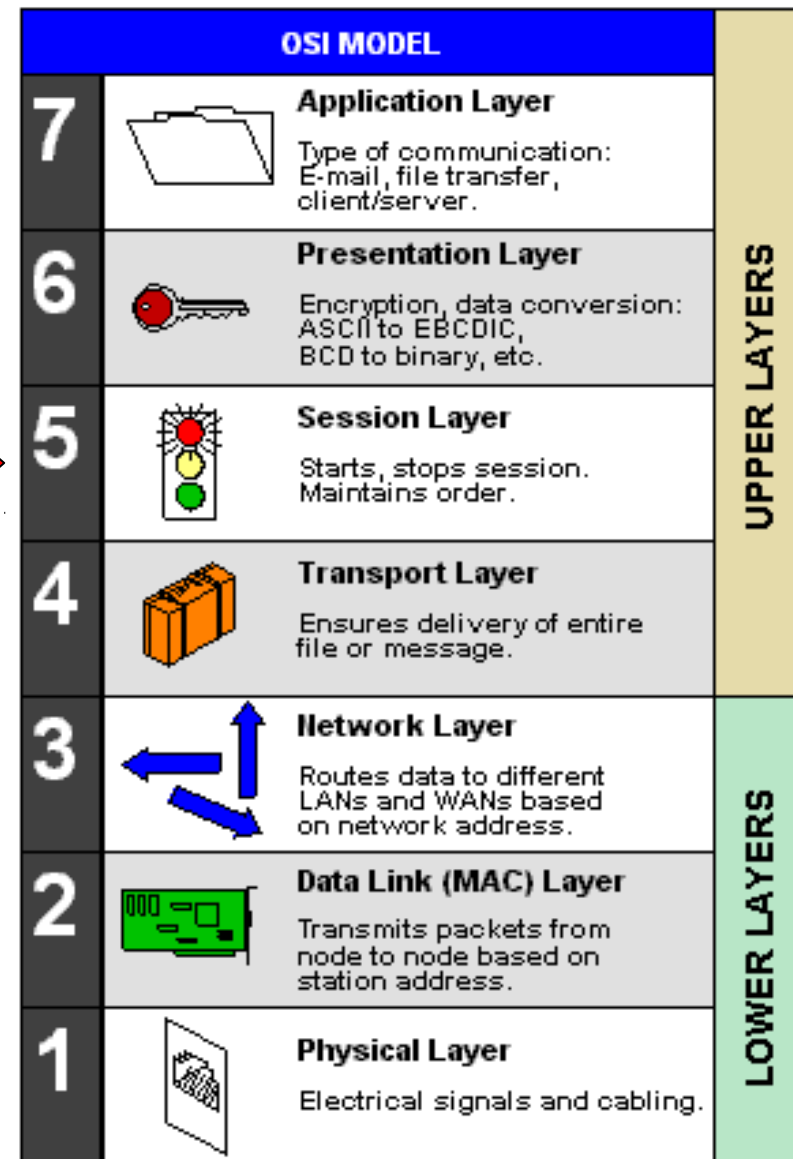 OSI MODEL
7
Application Layer
Type of communication:
E-mail, file transfer,
client/server.
6
Presentation Layer
Encryption, data conversion:
ASCII to EBCDIC,
BCD to binary, etc.
5
Session Layer
Starts, stops session.
Maintains order.
4
Transport Layer
Ensures delivery of entire
file or message.
UPPER LAYERS
3
Network Layer
Routes data to different
LANs and WANs based
on network address.
2
Data Link (MAC) Layer
Transmits packets from
node to node based on
station address.
1
Physical Layer
Electrical signals and cabling.
LOWER LAYERS